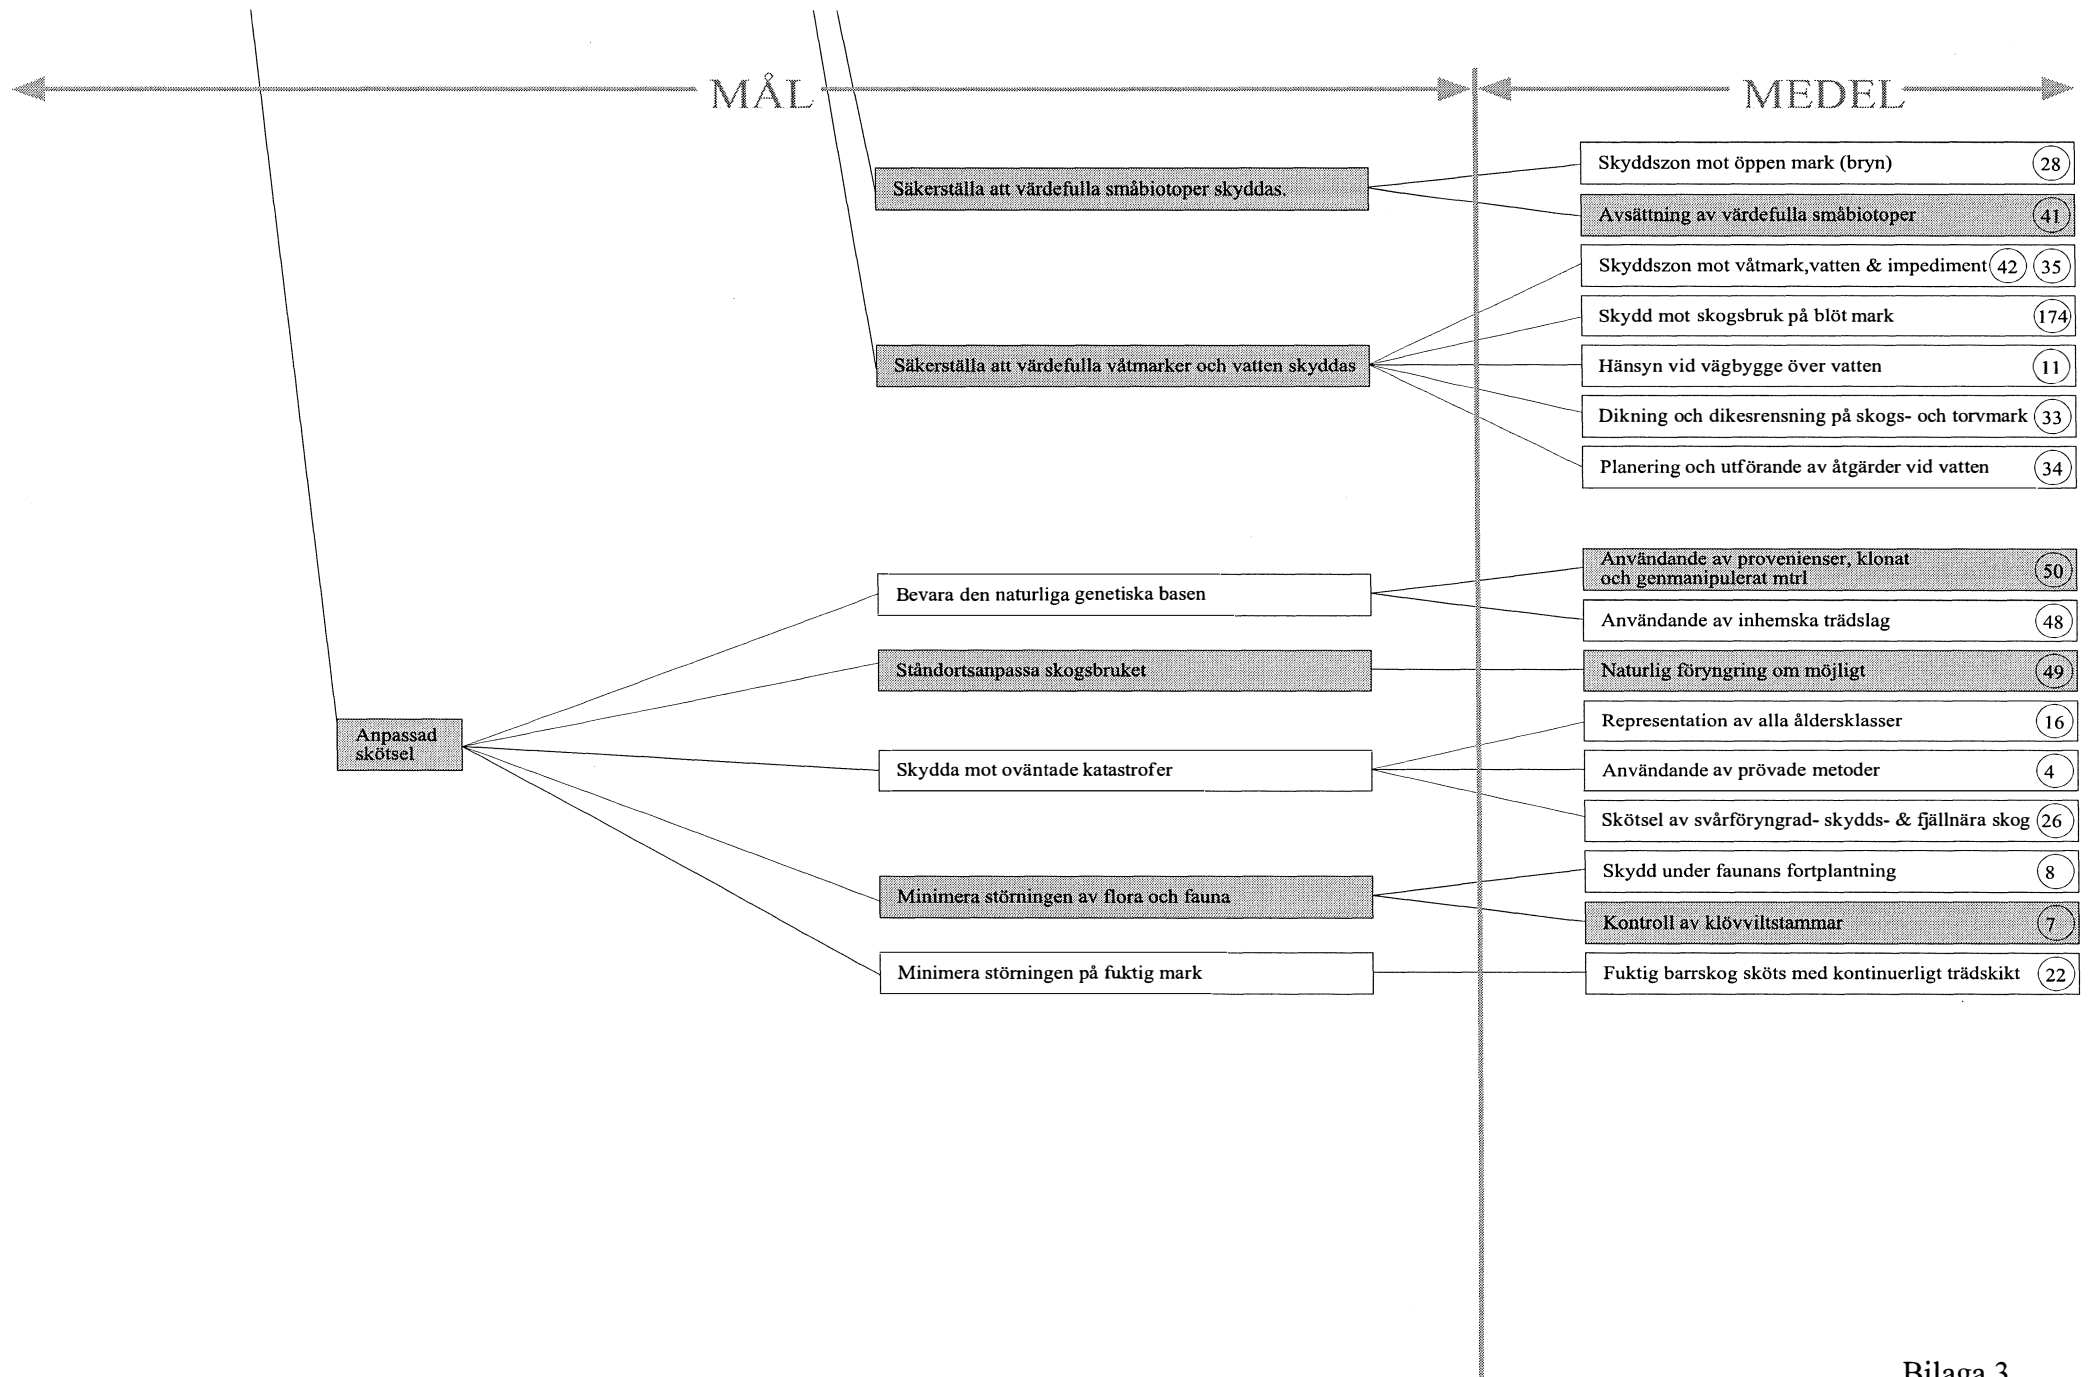 MÅL
MEDEL
Säkerställa att värdefulla småbiotoper skyddas.
Skyddszon mot öppen mark (bryn) 28
Avsättning av värdefulla småbiotoper 41
Säkerställa att värdefulla våtmarker och vatten skyddas
Skyddszon mot våtmark,vatten & impediment 42 35
Skydd mot skogsbruk på blöt mark 174
Hänsyn vid vägbygge över vatten 11
Dikning och dikesrensning på skogs- och torvmark 33
Planering och utförande av åtgärder vid vatten 34
Anpassad
skötsel
Bevara den naturliga genetiska basen
Användande av provenienser, klonat
och genmanipulerat mtrl 50
Användande av inhemska trädslag 48
Ståndortsanpassa skogsbruket
Naturlig föryngring om möjligt 49
Skydda mot oväntade katastrofer
Representation av alla åldersklasser 16
Användande av prövade metoder 4
Skötsel av svårföryngrad- skydds- & fjällnära skog 26
Minimera störningen av flora och fauna
Skydd under faunans fortplantning 8
Kontroll av klövviltstammar 7
Minimera störningen på fuktig mark
Fuktig barrskog sköts med kontinuerligt trädskikt 22
Bilaga 3